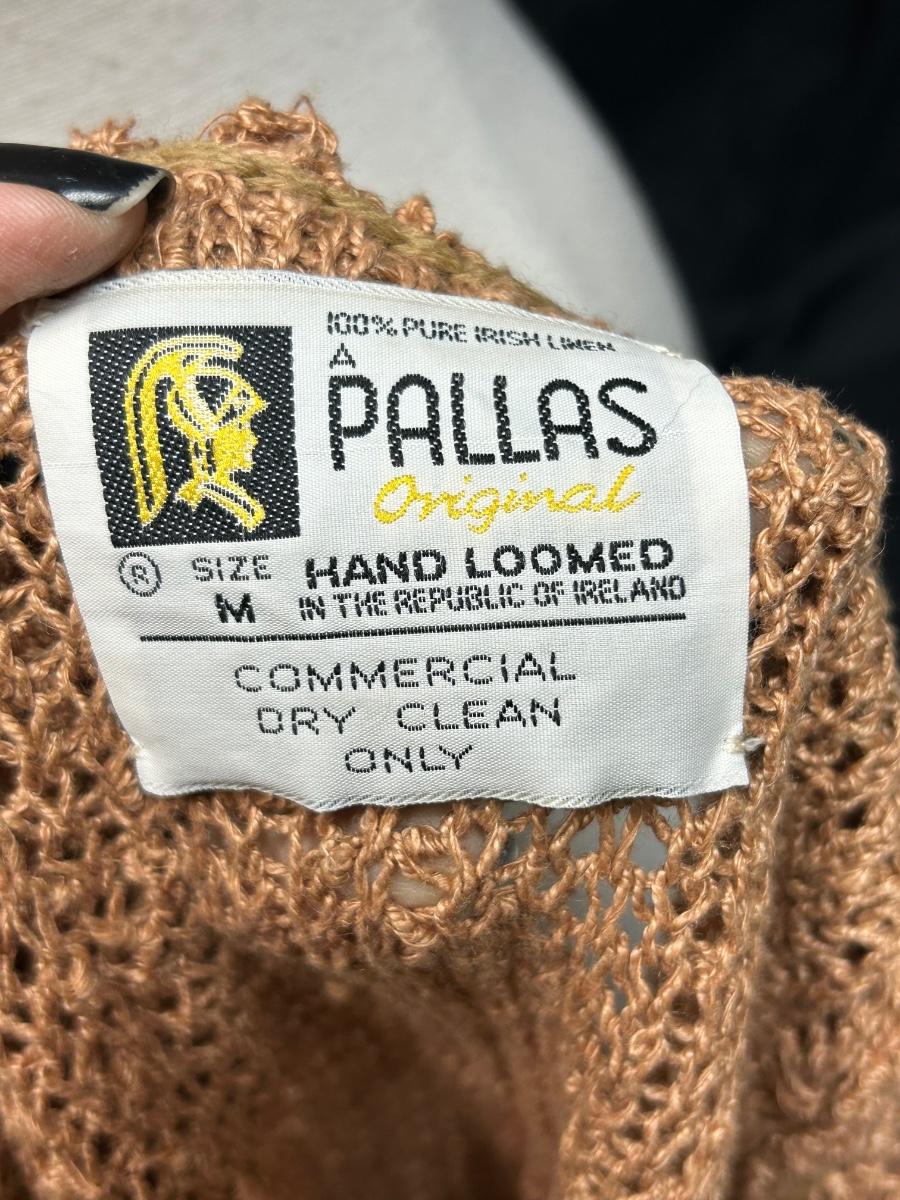 100% PURE IRISH LINEN
A
PALLAS
Original
® SIZE
M
HAND LOOMED
IN THE REPUBLIC OF IRELAND
COMMERCIAL
DRY CLEAN
ONLY